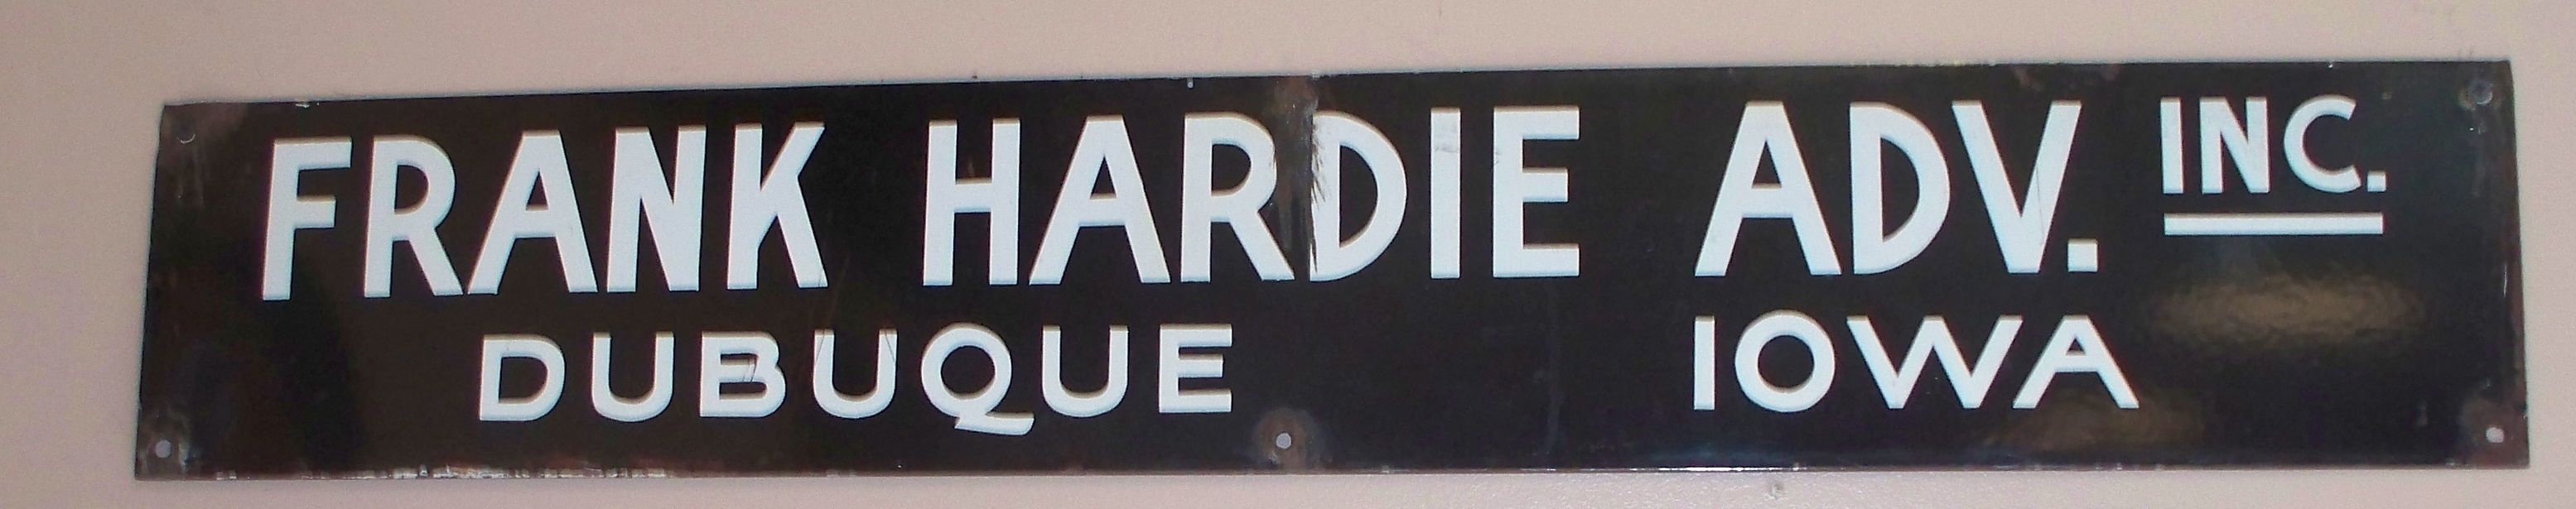 FRANK HARDIE ADV. INC.
DUBUQUE IOWA